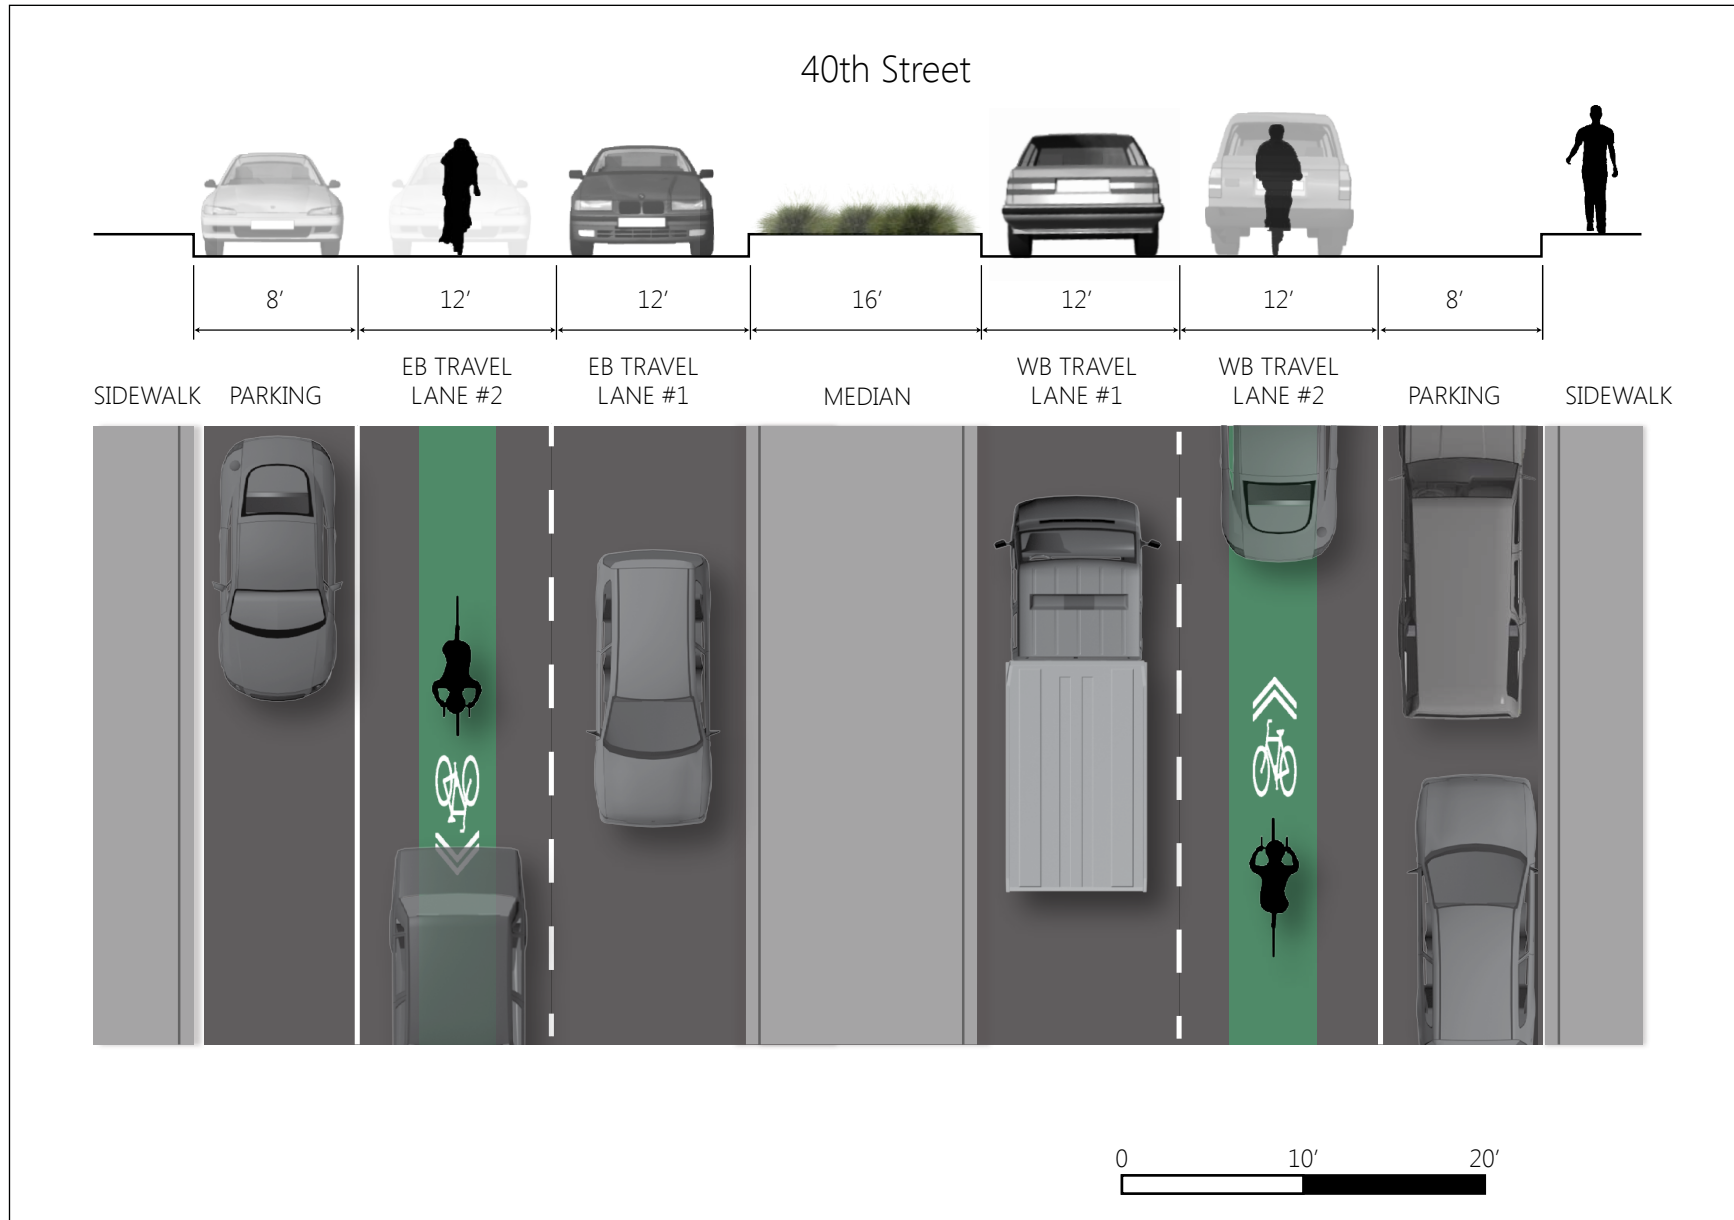 40th Street
8’
12’
12’
16’
12’
12’
8’
SIDEWALK
PARKING
EB TRAVEL
LANE #2
EB TRAVEL
LANE #1
MEDIAN
WB TRAVEL
LANE #1
WB TRAVEL
LANE #2
PARKING
SIDEWALK
0
10’
20’